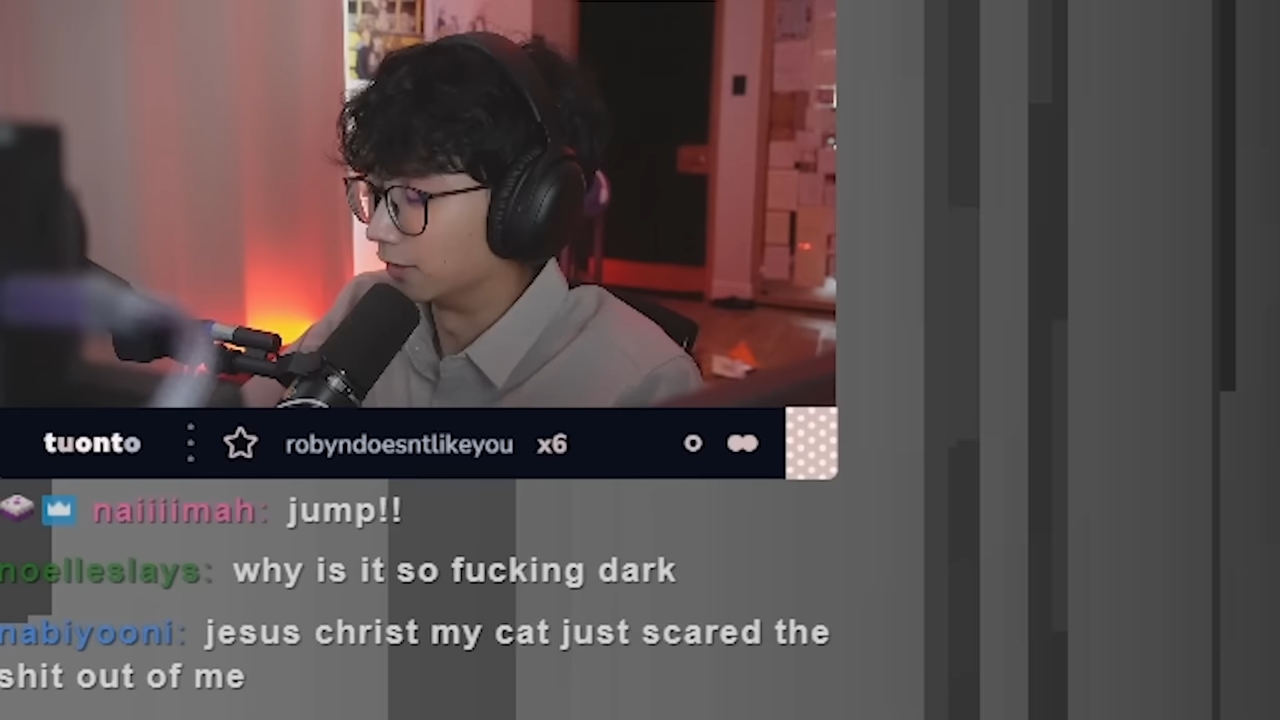 tuonto robyndoesntlikeyou x6
naiiiimah: jump!!
noelleslays: why is it so fucking dark
nabiyooni: jesus christ my cat just scared the
shit out of me